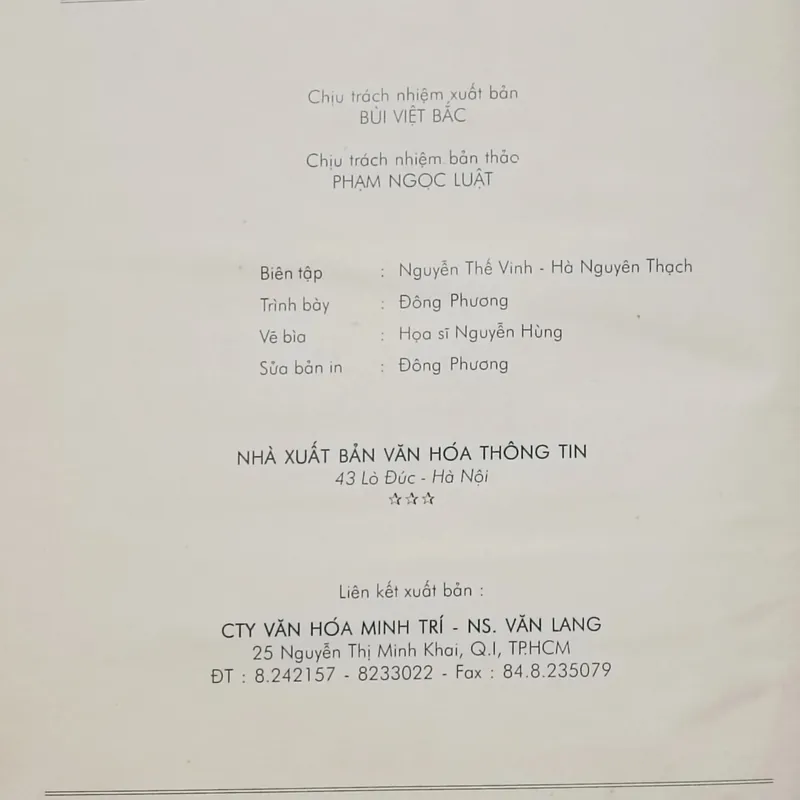 Chịu trách nhiệm xuất bản
BÙI VIỆT BẮC
Chịu trách nhiệm bản thảo
PHẠM NGỌC LUẬT
Biên tập : Nguyễn Thế Vinh - Hà Nguyên Thạch
Trình bày : Đông Phương
Vẽ bìa : Họa sĩ Nguyễn Hùng
Sửa bản in : Đông Phương
NHÀ XUẤT BẢN VĂN HÓA THÔNG TIN
43 Lò Đúc - Hà Nội
✰✰✰
Liên kết xuất bản :
CTY VĂN HÓA MINH TRÍ - NS. VĂN LANG
25 Nguyễn Thị Minh Khai, Q.I, TP.HCM
ĐT : 8.242157 - 8233022 - Fax : 84.8.235079